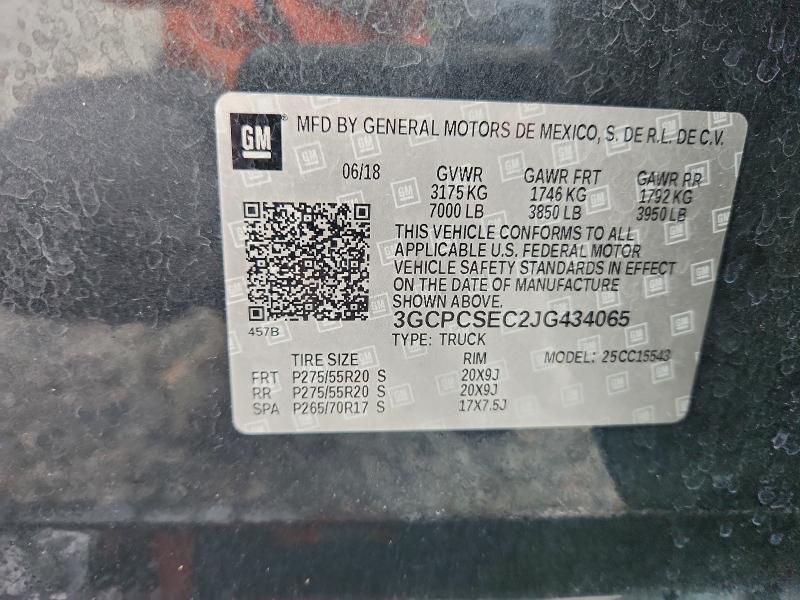 GM® MFD BY GENERAL MOTORS DE MEXICO, S. DE R.L. DE C.V.
06/18 GVWR GAWR FRT GAWR RR
3175 KG 1746 KG 1792 KG
7000 LB 3850 LB 3950 LB
THIS VEHICLE CONFORMS TO ALL
APPLICABLE U.S. FEDERAL MOTOR
VEHICLE SAFETY STANDARDS IN EFFECT
ON THE DATE OF MANUFACTURE
SHOWN ABOVE.
3GCPCSEC2JG434065
457B
TYPE: TRUCK
TIRE SIZE RIM MODEL: 25CC15543
FRT P275/55R20 S 20X9J
RR P275/55R20 S 20X9J
SPA P265/70R17 S 17X7.5J